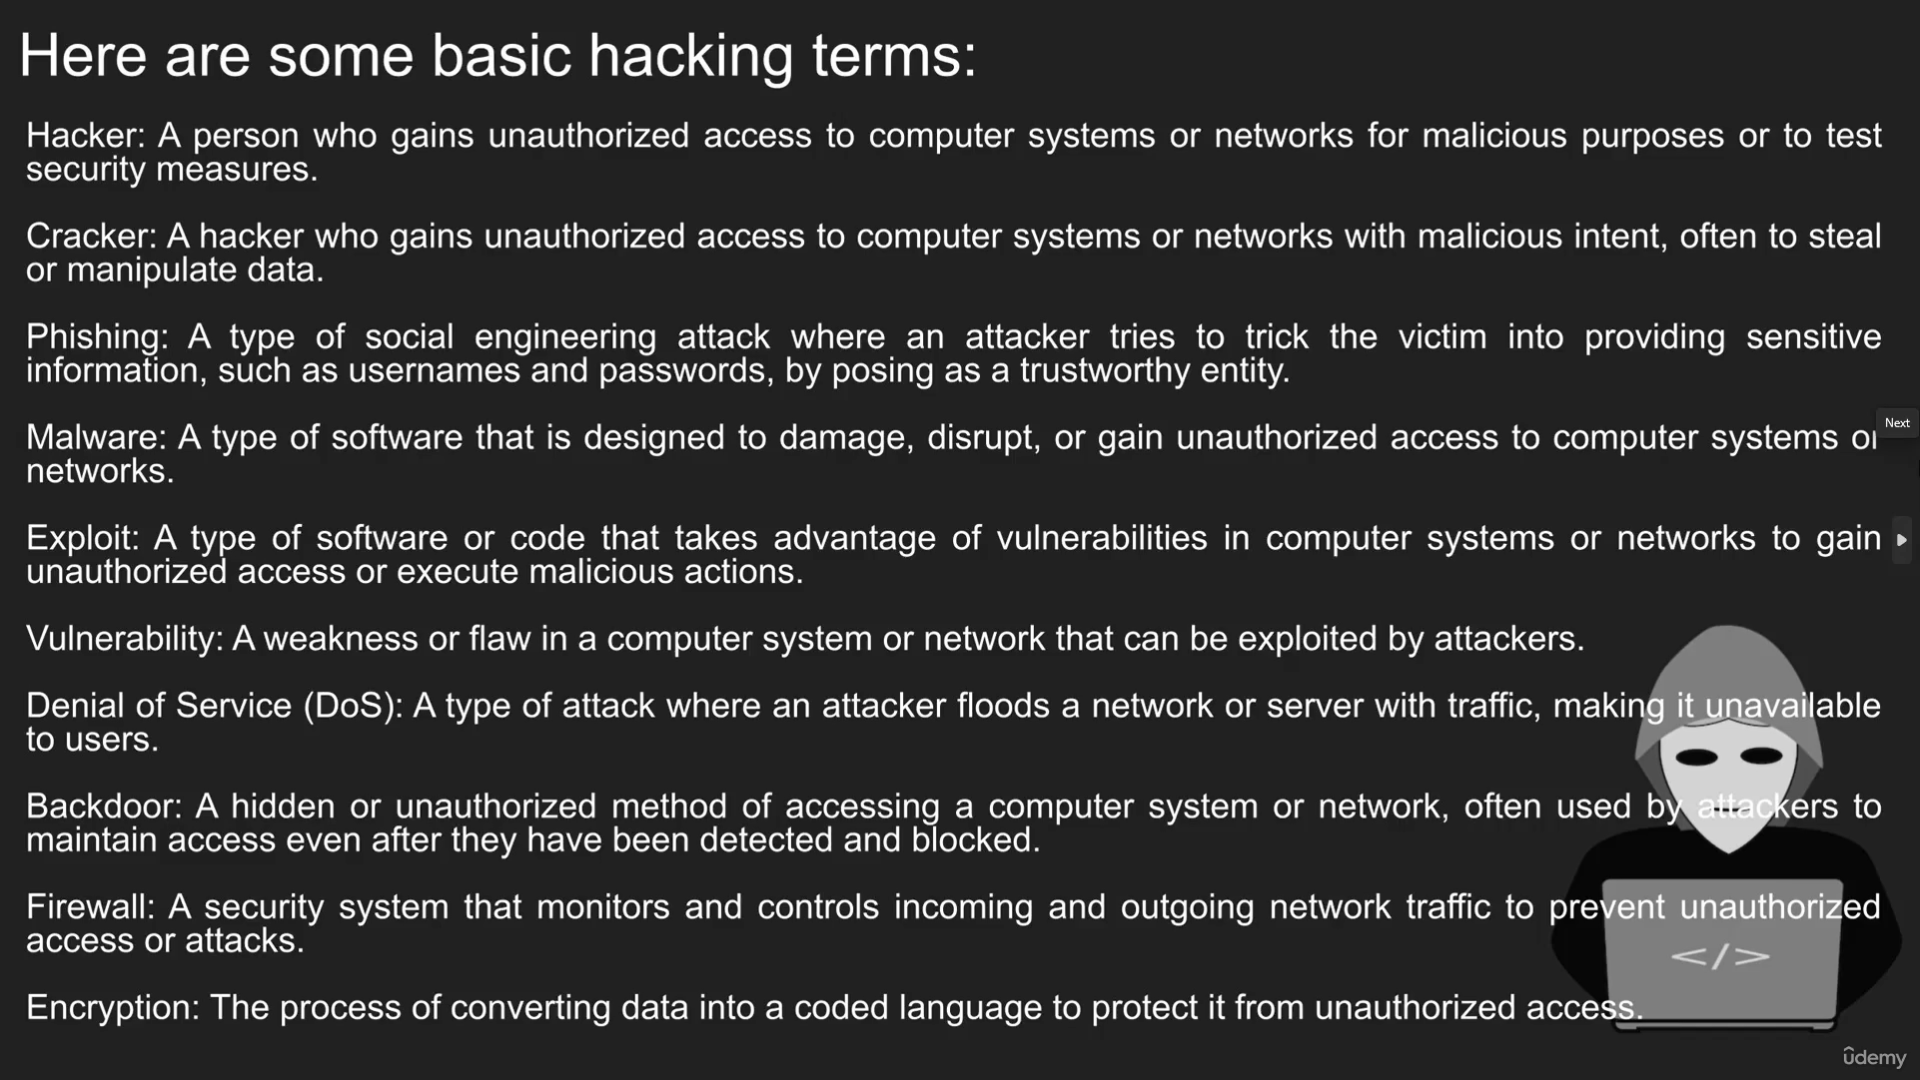 Here are some basic hacking terms:
Hacker: A person who gains unauthorized access to computer systems or networks for malicious purposes or to test
security measures.
Cracker: A hacker who gains unauthorized access to computer systems or networks with malicious intent, often to steal
or manipulate data.
Phishing: A type of social engineering attack where an attacker tries to trick the victim into providing sensitive
information, such as usernames and passwords, by posing as a trustworthy entity.
Malware: A type of software that is designed to damage, disrupt, or gain unauthorized access to computer systems or
networks.
Next
Exploit: A type of software or code that takes advantage of vulnerabilities in computer systems or networks to gain
unauthorized access or execute malicious actions.
Vulnerability: A weakness or flaw in a computer system or network that can be exploited by attackers.
Denial of Service (DoS): A type of attack where an attacker floods a network or server with traffic, making it unavailable
to users.
Backdoor: A hidden or unauthorized method of accessing a computer system or network, often used by attackers to
maintain access even after they have been detected and blocked.
Firewall: A security system that monitors and controls incoming and outgoing network traffic to prevent unauthorized
access or attacks.
</>
Encryption: The process of converting data into a coded language to protect it from unauthorized access.
ûdemy